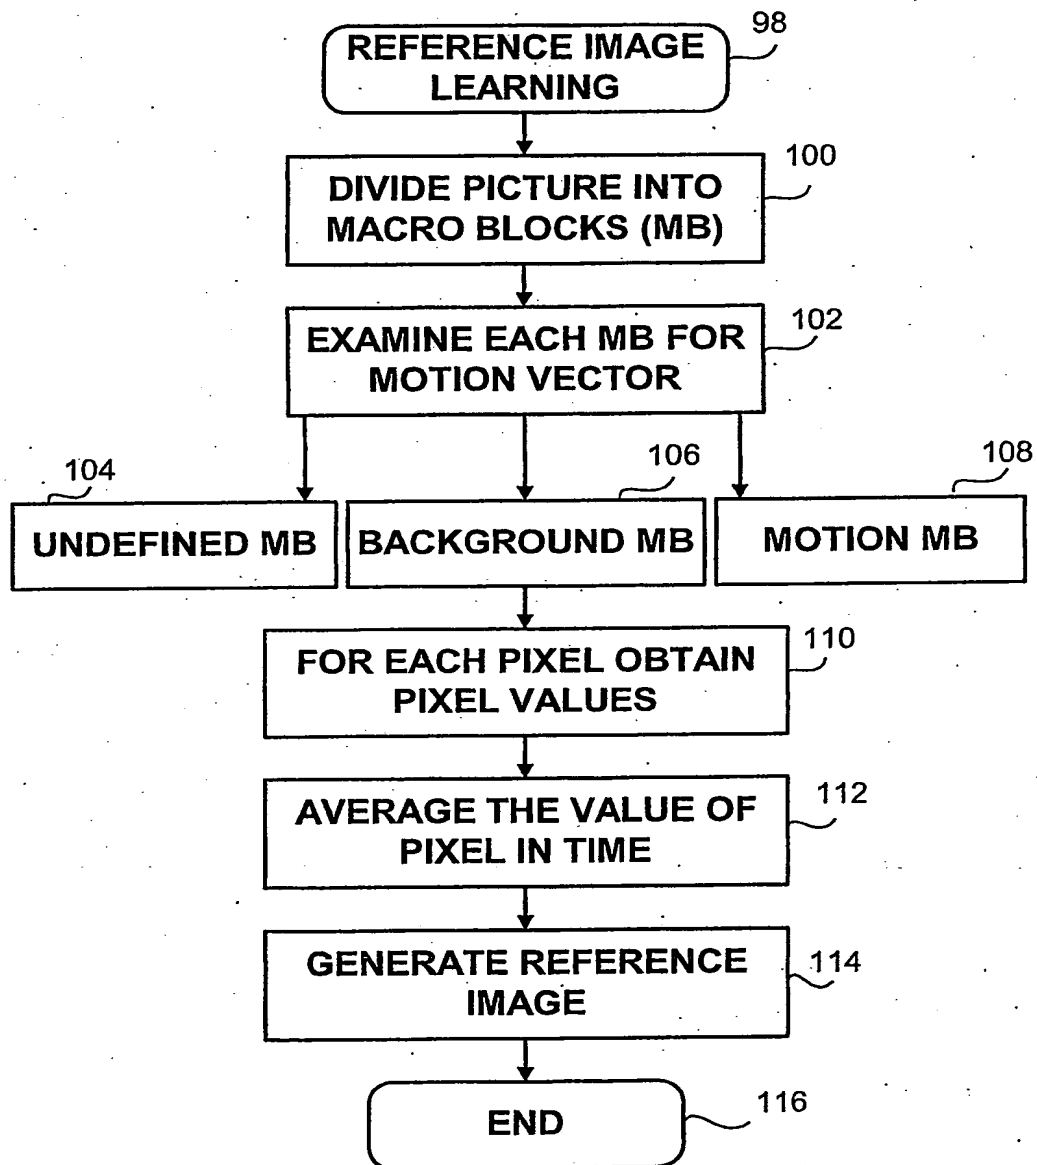 98
REFERENCE IMAGE
LEARNING
100
DIVIDE PICTURE INTO
MACRO BLOCKS (MB)
102
EXAMINE EACH MB FOR
MOTION VECTOR
104
106
108
UNDEFINED MB
BACKGROUND MB
MOTION MB
110
FOR EACH PIXEL OBTAIN
PIXEL VALUES
112
AVERAGE THE VALUE OF
PIXEL IN TIME
114
GENERATE REFERENCE
IMAGE
116
END